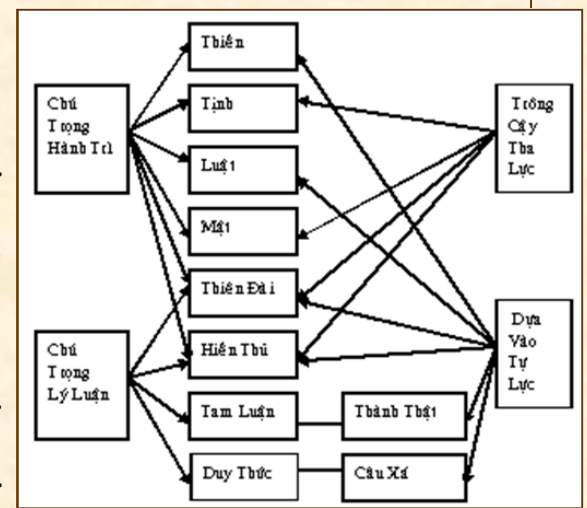 Thiền
Chú
Trọng
Hành Trì
Tịnh
Trông
Cậy
Tha
Lực
Luật
Mật
Thiên Đài
Chú
Trọng
Lý Luận
Hiền Thủ
Dựa
Vào
Tự
Lực
Tam Luận
Thành Thật
Duy Thức
Câu Xá